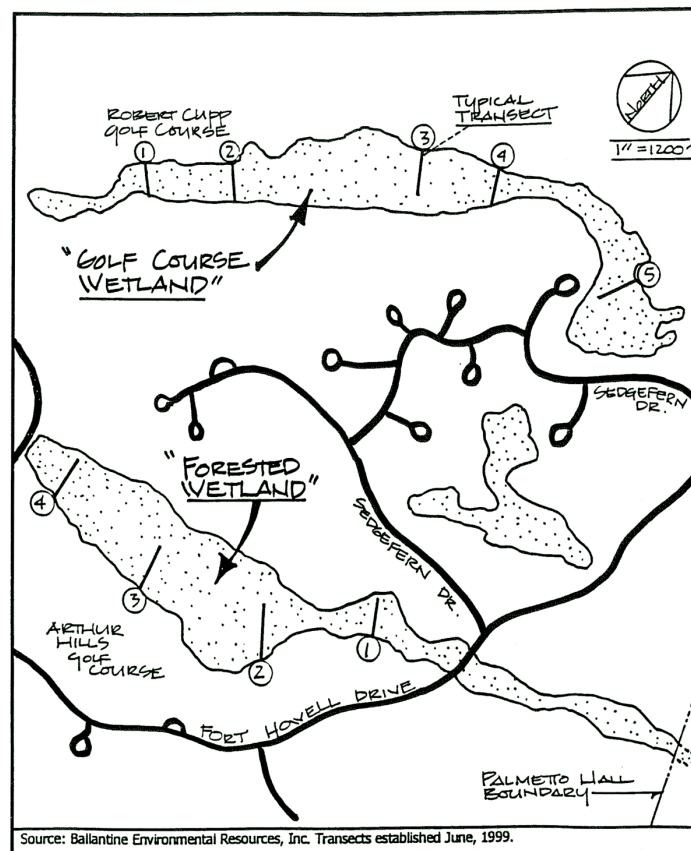 ROBERT CUPP
GOLF COURSE
TYPICAL
TRANSECT
NORTH
1"=1200'
1
2
3
4
5
"GOLF COURSE
WETLAND"
SEDGEFERN
DR.
"FORESTED
WETLAND"
SEDGEFERN DR
4
3
2
1
ARTHUR
HILLS
GOLF
COURSE
FORT HOWELL DRIVE
PALMETTO HALL
BOUNDARY
Source: Ballantine Environmental Resources, Inc. Transects established June, 1999.